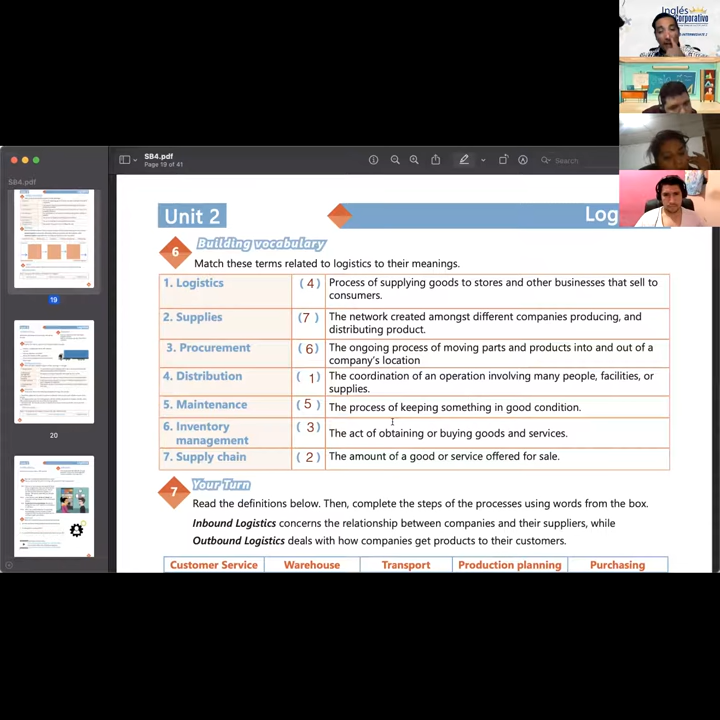 Inglés
Corporativo
INTERMEDIATE 2
SB4.pdf
Page 19 of 41
Search
SB4.pdf
19
20
Unit 2
Log
6 Building vocabulary
Match these terms related to logistics to their meanings.
1. Logistics ( 4 ) Process of supplying goods to stores and other businesses that sell to
consumers.
2. Supplies ( 7 ) The network created amongst different companies producing, and
distributing product.
3. Procurement ( 6 ) The ongoing process of moving parts and products into and out of a
company's location
4. Distribution ( 1 ) The coordination of an operation involving many people, facilities, or
supplies.
5. Maintenance ( 5 ) The process of keeping something in good condition.
6. Inventory
management ( 3 ) The act of obtaining or buying goods and services.
7. Supply chain ( 2 ) The amount of a good or service offered for sale.
7 Your Turn
Read the definitions below. Then, complete the steps of the processes using words from the box.
Inbound Logistics concerns the relationship between companies and their suppliers, while
Outbound Logistics deals with how companies get products to their customers.
Customer Service Warehouse Transport Production planning Purchasing